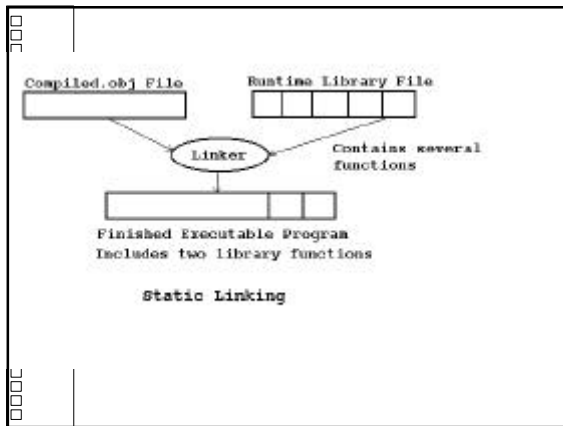 Compiled.obj File
Runtime Library File
Linker
Contains several
functions
Finished Executable Program
Includes two library functions
Static Linking